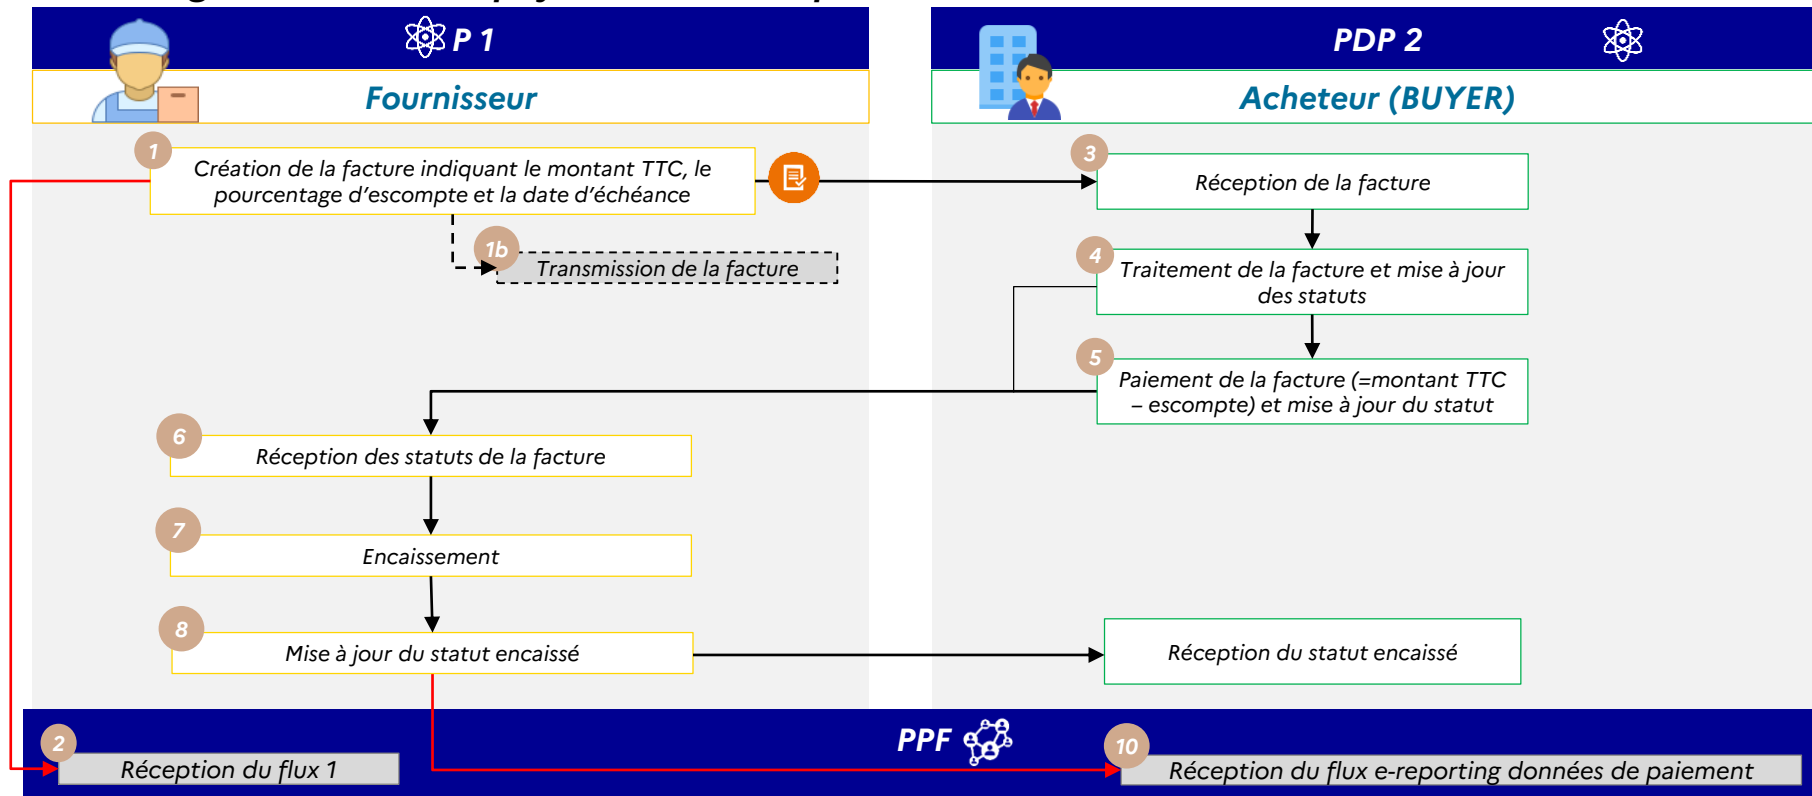 P 1
PDP 2
Fournisseur
Acheteur (BUYER)
1
Création de la facture indiquant le montant TTC, le
pourcentage d'escompte et la date d'échéance
3
Réception de la facture
1b
Transmission de la facture
4
Traitement de la facture et mise à jour
des statuts
5
Paiement de la facture (=montant TTC
– escompte) et mise à jour du statut
6
Réception des statuts de la facture
7
Encaissement
8
Mise à jour du statut encaissé
Réception du statut encaissé
PPF
2
Réception du flux 1
10
Réception du flux e-reporting données de paiement